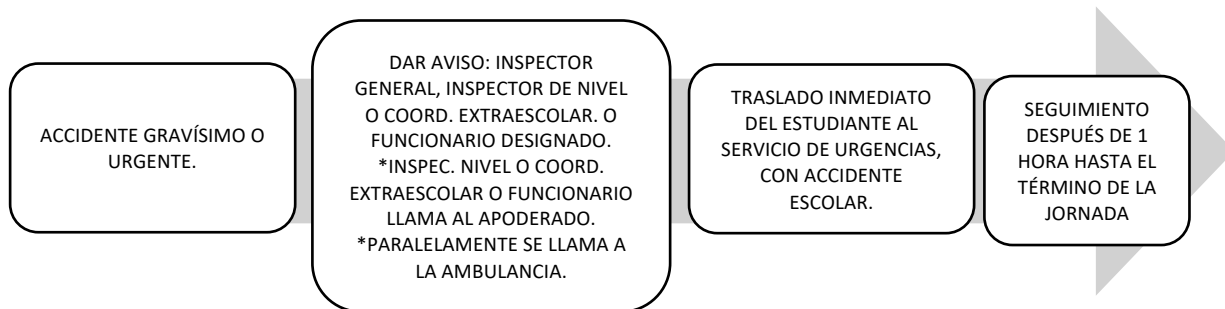 ACCIDENTE GRAVÍSIMO O
URGENTE.
DAR AVISO: INSPECTOR
GENERAL, INSPECTOR DE NIVEL
O COORD. EXTRAESCOLAR. O
FUNCIONARIO DESIGNADO.
*INSPEC. NIVEL O COORD.
EXTRAESCOLAR O FUNCIONARIO
LLAMA AL APODERADO.
*PARALELAMENTE SE LLAMA A
LA AMBULANCIA.
TRASLADO INMEDIATO
DEL ESTUDIANTE AL
SERVICIO DE URGENCIAS,
CON ACCIDENTE
ESCOLAR.
SEGUIMIENTO
DESPUÉS DE 1
HORA HASTA EL
TÉRMINO DE LA
JORNADA